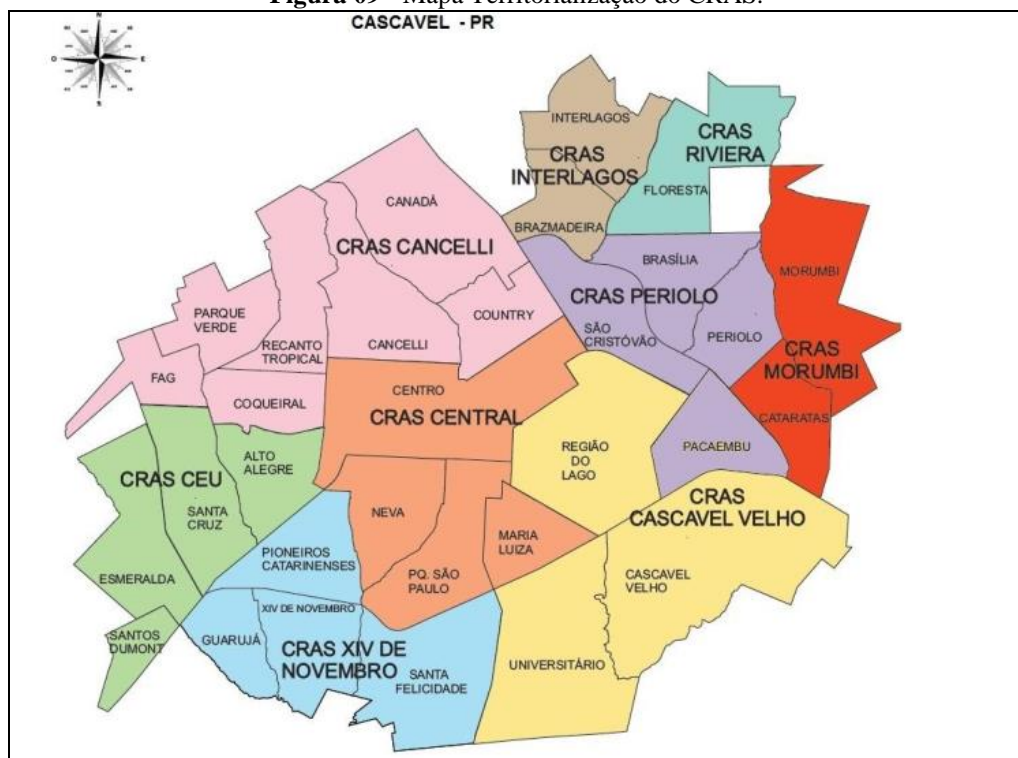 Figura 09 - Mapa Territorialização do CRAS.
CASCAVEL - PR
N
O
E
S
INTERLAGOS
CRAS
INTERLAGOS
BRAZMADEIRA
CRAS
RIVIERA
FLORESTA
CANADÁ
CRAS CANCELLI
COUNTRY
CANCELLI
PARQUE
VERDE
RECANTO
TROPICAL
FAG
COQUEIRAL
BRASÍLIA
CRAS PERIOLO
SÃO
CRISTÓVÃO
PERIOLO
PACAEMBU
MORUMBI
CRAS
MORUMBI
CATARATAS
CENTRO
CRAS CENTRAL
NEVA
PQ. SÃO
PAULO
MARIA
LUIZA
REGIÃO
DO
LAGO
CRAS
CASCAVEL VELHO
CASCAVEL
VELHO
UNIVERSITÁRIO
ALTO
ALEGRE
CRAS CEU
SANTA
CRUZ
ESMERALDA
SANTOS
DUMONT
PIONEIROS
CATARINENSES
XIV DE NOVEMBRO
GUARUJÁ
CRAS XIV DE
NOVEMBRO
SANTA
FELICIDADE